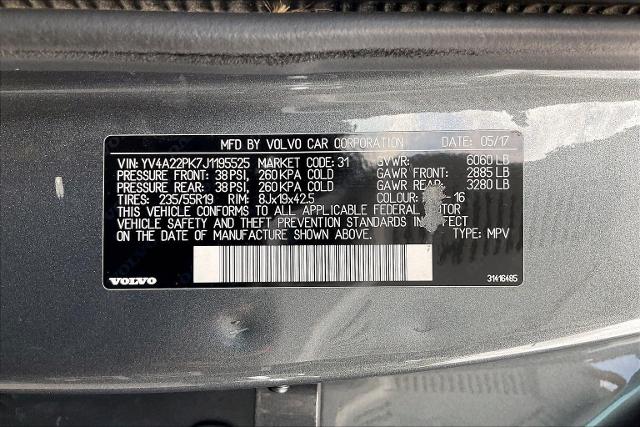 MFD BY VOLVO CAR CORPORATION DATE: 05/17
VIN: YV4A22PK7J1195525 MARKET CODE: 31 GVWR: 6060 LB
PRESSURE FRONT: 38 PSI, 260 KPA COLD GAWR FRONT: 2885 LB
PRESSURE REAR: 38 PSI, 260 KPA COLD GAWR REAR: 3280 LB
TIRES: 235/55R19 RIM: 8Jx19x42.5 COLOUR: - 16
THIS VEHICLE CONFORMS TO ALL APPLICABLE FEDERAL MOTOR
VEHICLE SAFETY AND THEFT PREVENTION STANDARDS IN EFFECT
ON THE DATE OF MANUFACTURE SHOWN ABOVE. TYPE: MPV
VOLVO 31416485